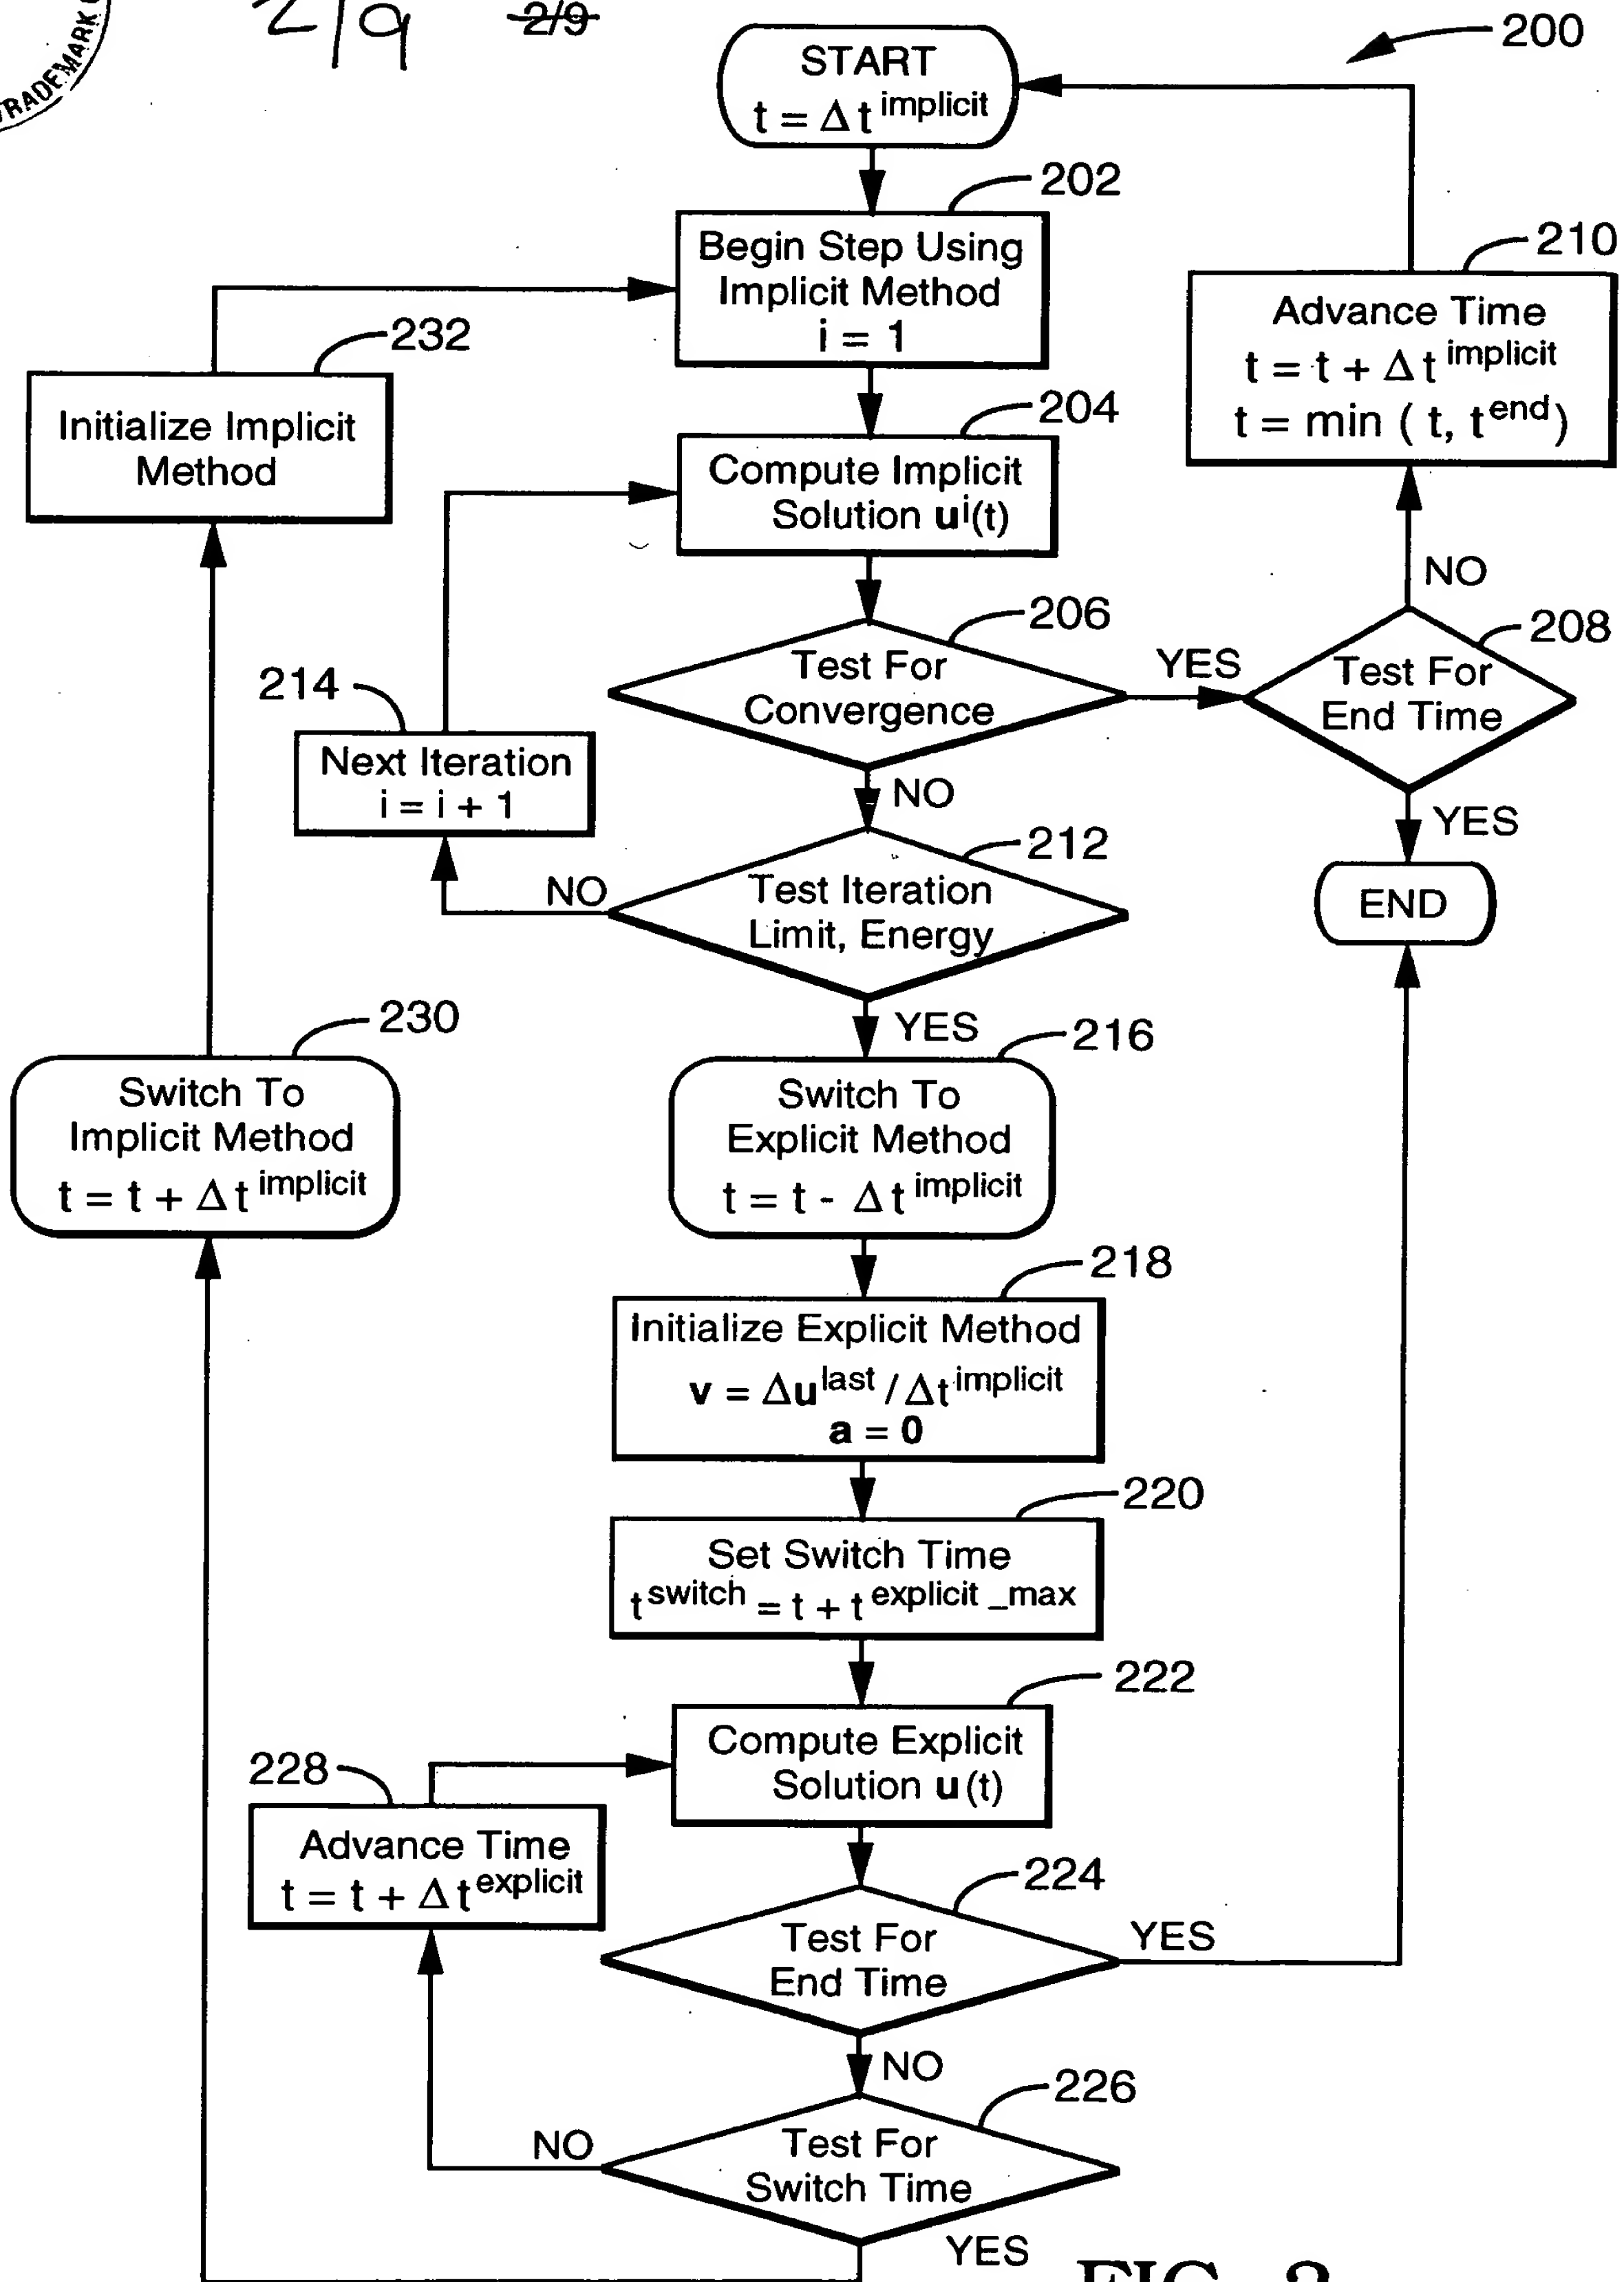 TRADEMARK
2/9
2/9
200
START
t = Δt implicit
202
Begin Step Using
Implicit Method
i = 1
210
Advance Time
t = t + Δt implicit
t = min ( t, t end )
232
Initialize Implicit
Method
204
Compute Implicit
Solution u i(t)
NO
206
Test For
Convergence
YES
208
Test For
End Time
214
Next Iteration
i = i + 1
NO
YES
212
Test Iteration
Limit, Energy
NO
END
YES
230
Switch To
Implicit Method
t = t + Δt implicit
216
Switch To
Explicit Method
t = t - Δt implicit
218
Initialize Explicit Method
v = Δu last / Δt implicit
a = 0
220
Set Switch Time
t switch = t + t explicit_max
222
Compute Explicit
Solution u (t)
228
Advance Time
t = t + Δt explicit
224
Test For
End Time
YES
NO
226
Test For
Switch Time
NO
YES